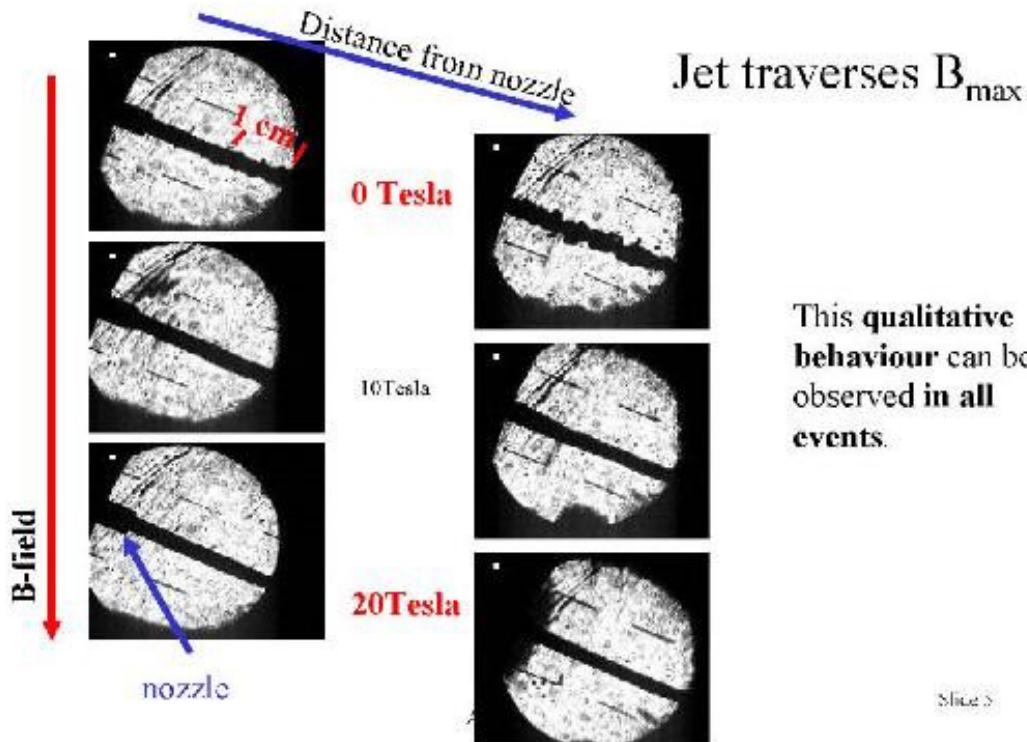 Distance from nozzle
Jet traverses Bmax
1 cm
0 Tesla
This qualitative
behaviour can be
observed in all
events.
10Tesla
B-field
20Tesla
nozzle